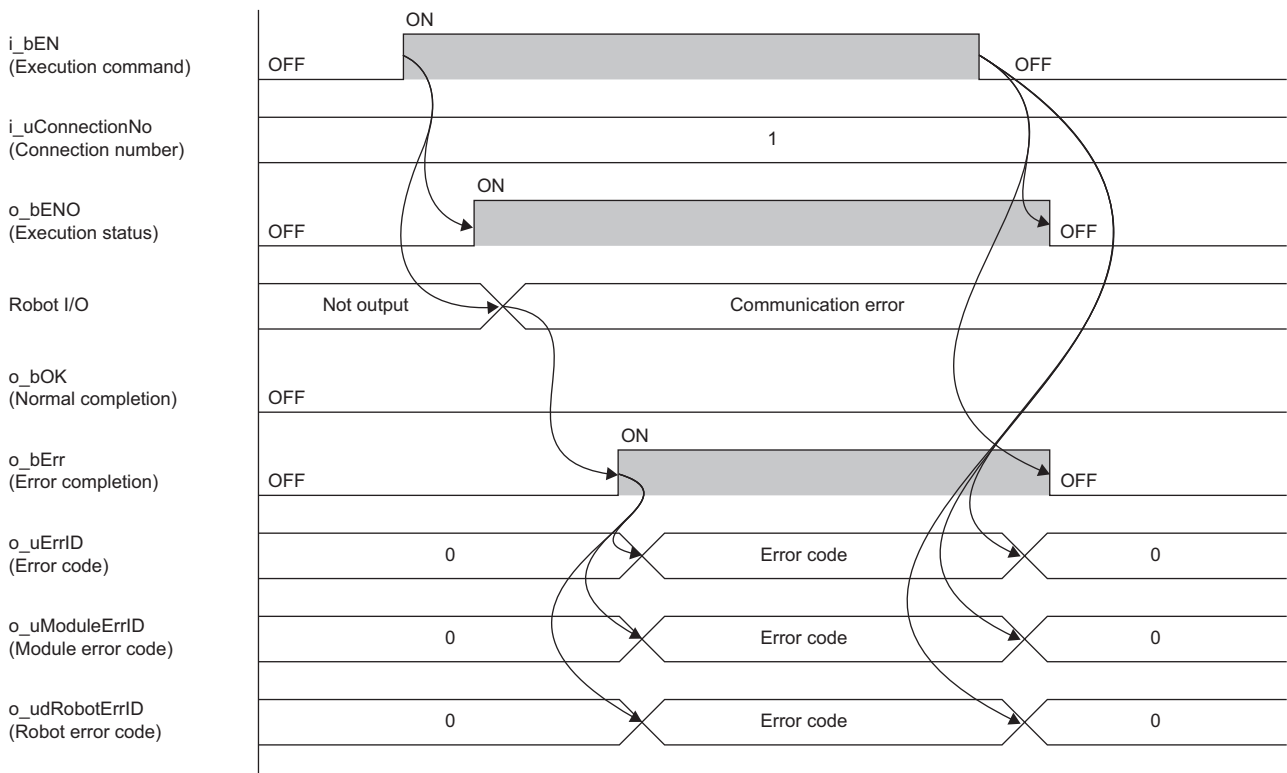 ON
i_bEN
(Execution command)
OFF
OFF
i_uConnectionNo
(Connection number)
1
ON
o_bENO
(Execution status)
OFF
OFF
Robot I/O
Not output
Communication error
o_bOK
(Normal completion)
OFF
ON
o_bErr
(Error completion)
OFF
OFF
o_uErrID
(Error code)
0
Error code
0
o_uModuleErrID
(Module error code)
0
Error code
0
o_udRobotErrID
(Robot error code)
0
Error code
0